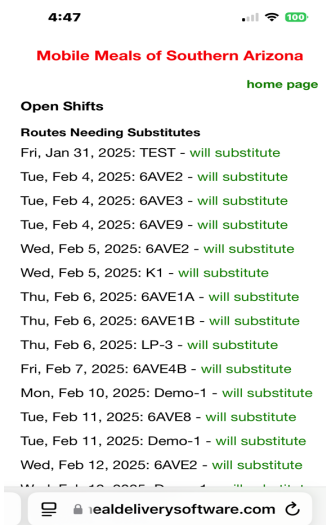 4:47
100
Mobile Meals of Southern Arizona
home page
Open Shifts
Routes Needing Substitutes
Fri, Jan 31, 2025: TEST - will substitute
Tue, Feb 4, 2025: 6AVE2 - will substitute
Tue, Feb 4, 2025: 6AVE3 - will substitute
Tue, Feb 4, 2025: 6AVE9 - will substitute
Wed, Feb 5, 2025: 6AVE2 - will substitute
Wed, Feb 5, 2025: K1 - will substitute
Thu, Feb 6, 2025: 6AVE1A - will substitute
Thu, Feb 6, 2025: 6AVE1B - will substitute
Thu, Feb 6, 2025: LP-3 - will substitute
Fri, Feb 7, 2025: 6AVE4B - will substitute
Mon, Feb 10, 2025: Demo-1 - will substitute
Tue, Feb 11, 2025: 6AVE8 - will substitute
Tue, Feb 11, 2025: Demo-1 - will substitute
Wed, Feb 12, 2025: 6AVE2 - will substitute
ealdeliverysoftware.com